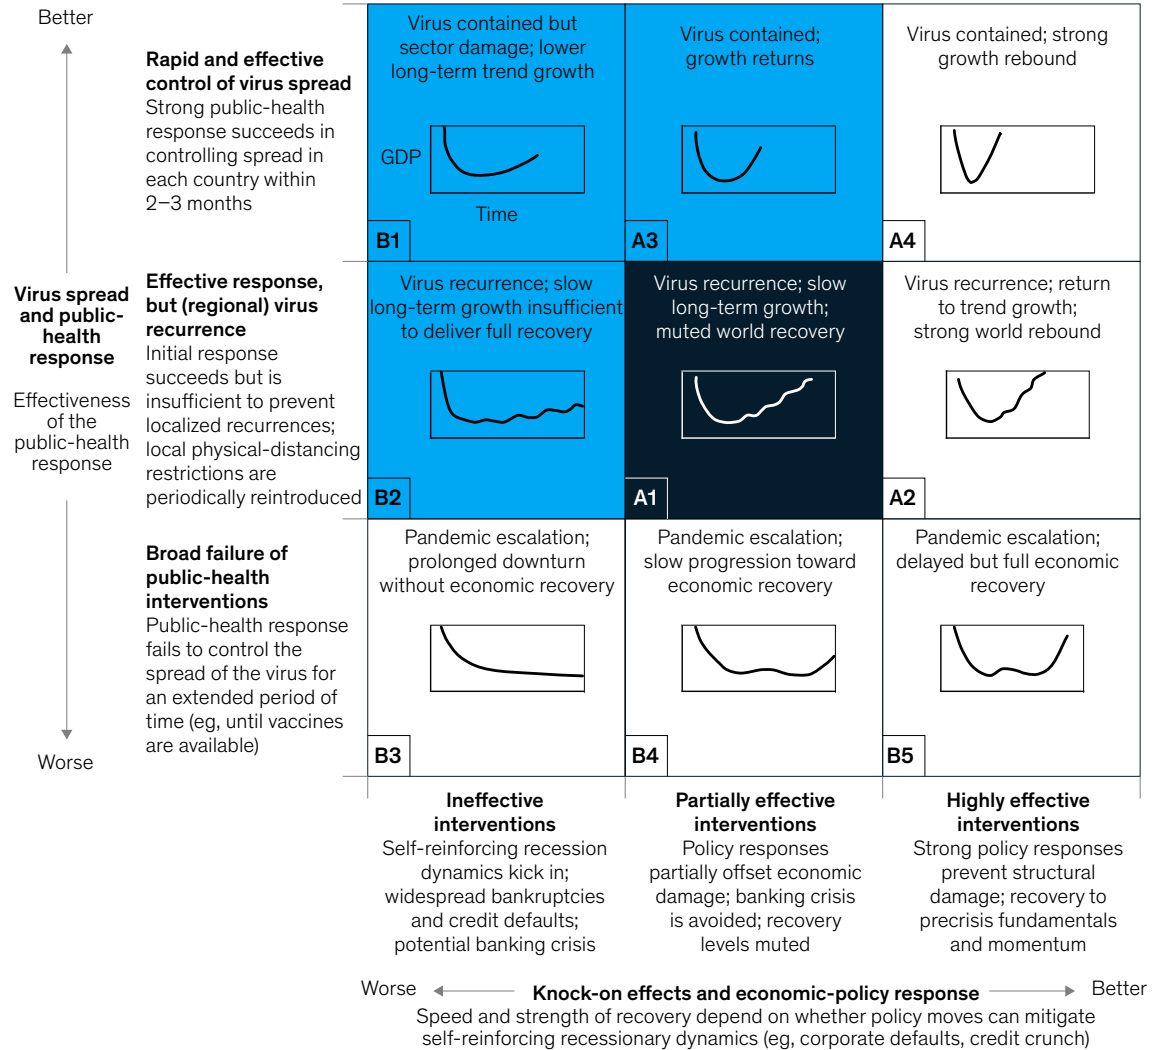 Better
Rapid and effective
control of virus spread
Strong public-health
response succeeds in
controlling spread in
each country within
2–3 months
Virus contained but
sector damage; lower
long-term trend growth
GDP
Time
B1
Virus contained;
growth returns
A3
Virus contained; strong
growth rebound
A4
Virus spread
and public-
health
response
Effectiveness
of the
public-health
response
Effective response,
but (regional) virus
recurrence
Initial response
succeeds but is
insufficient to prevent
localized recurrences;
local physical-distancing
restrictions are
periodically reintroduced
Virus recurrence; slow
long-term growth insufficient
to deliver full recovery
B2
Virus recurrence; slow
long-term growth;
muted world recovery
A1
Virus recurrence; return
to trend growth;
strong world rebound
A2
Broad failure of
public-health
interventions
Public-health response
fails to control the
spread of the virus for
an extended period of
time (eg, until vaccines
are available)
Worse
Pandemic escalation;
prolonged downturn
without economic recovery
B3
Pandemic escalation;
slow progression toward
economic recovery
B4
Pandemic escalation;
delayed but full economic
recovery
B5
Ineffective
interventions
Self-reinforcing recession
dynamics kick in;
widespread bankruptcies
and credit defaults;
potential banking crisis
Partially effective
interventions
Policy responses
partially offset economic
damage; banking crisis
is avoided; recovery
levels muted
Highly effective
interventions
Strong policy responses
prevent structural
damage; recovery to
precrisis fundamentals
and momentum
Worse
Knock-on effects and economic-policy response
Better
Speed and strength of recovery depend on whether policy moves can mitigate
self-reinforcing recessionary dynamics (eg, corporate defaults, credit crunch)